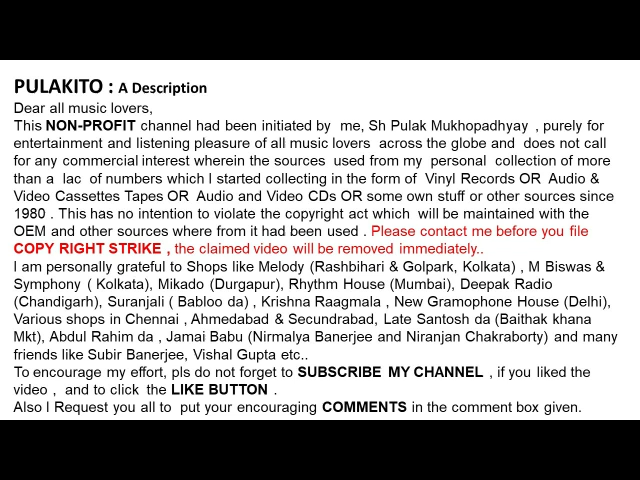 PULAKITO : A Description
Dear all music lovers,
This NON-PROFIT channel had been initiated by me, Sh Pulak Mukhopadhyay , purely for
entertainment and listening pleasure of all music lovers across the globe and does not call
for any commercial interest wherein the sources used from my personal collection of more
than a lac of numbers which I started collecting in the form of Vinyl Records OR Audio &
Video Cassettes Tapes OR Audio and Video CDs OR some own stuff or other sources since
1980 . This has no intention to violate the copyright act which will be maintained with the
OEM and other sources where from it had been used . Please contact me before you file
COPY RIGHT STRIKE , the claimed video will be removed immediately..
I am personally grateful to Shops like Melody (Rashbihari & Golpark, Kolkata) , M Biswas &
Symphony ( Kolkata), Mikado (Durgapur), Rhythm House (Mumbai), Deepak Radio
(Chandigarh), Suranjali ( Babloo da) , Krishna Raagmala , New Gramophone House (Delhi),
Various shops in Chennai , Ahmedabad & Secundrabad, Late Santosh da (Baithak khana
Mkt), Abdul Rahim da , Jamai Babu (Nirmalya Banerjee and Niranjan Chakraborty) and many
friends like Subir Banerjee, Vishal Gupta etc..
To encourage my effort, pls do not forget to SUBSCRIBE MY CHANNEL , if you liked the
video , and to click the LIKE BUTTON .
Also I Request you all to put your encouraging COMMENTS in the comment box given.